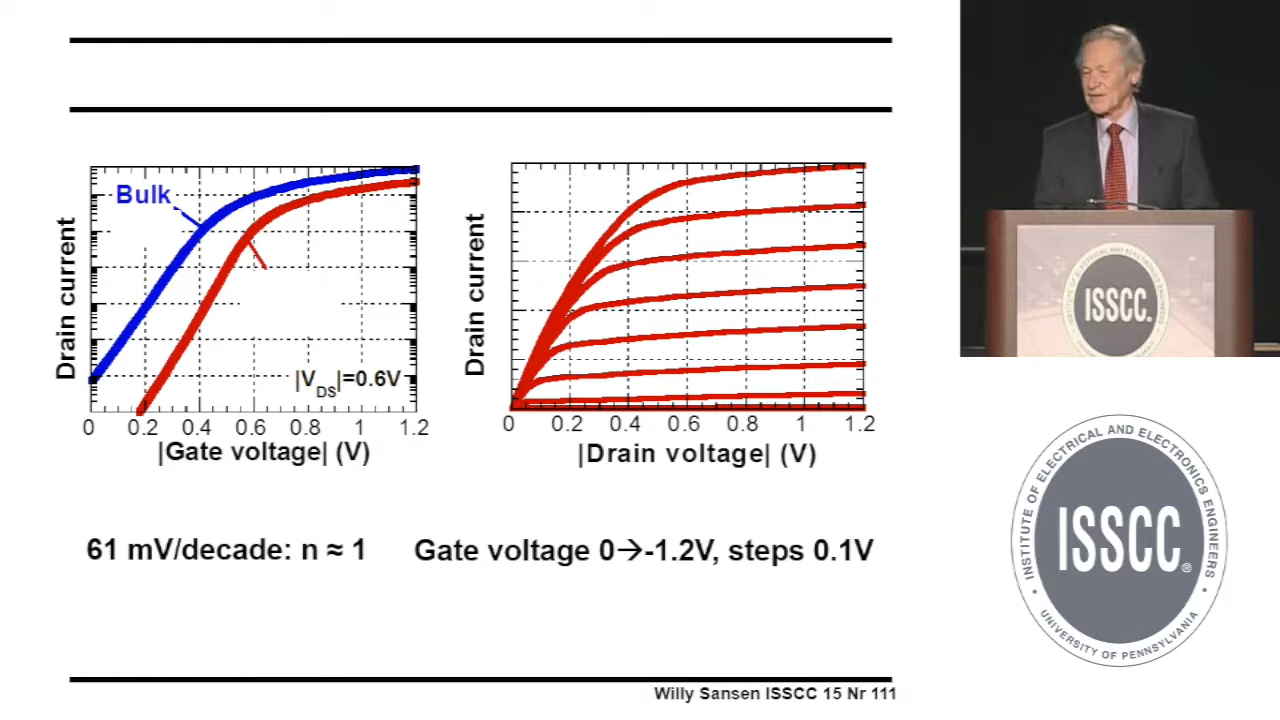 Bulk
Drain current
|V_DS|=0.6V
0 0.2 0.4 0.6 0.8 1 1.2
|Gate voltage| (V)
Drain current
0 0.2 0.4 0.6 0.8 1 1.2
|Drain voltage| (V)
61 mV/decade: n ≈ 1
Gate voltage 0→-1.2V, steps 0.1V
Willy Sansen ISSCC 15 Nr 111
ISSCC.
INSTITUTE OF ELECTRICAL AND ELECTRONICS ENGINEERS
ISSCC®
UNIVERSITY OF PENNSYLVANIA